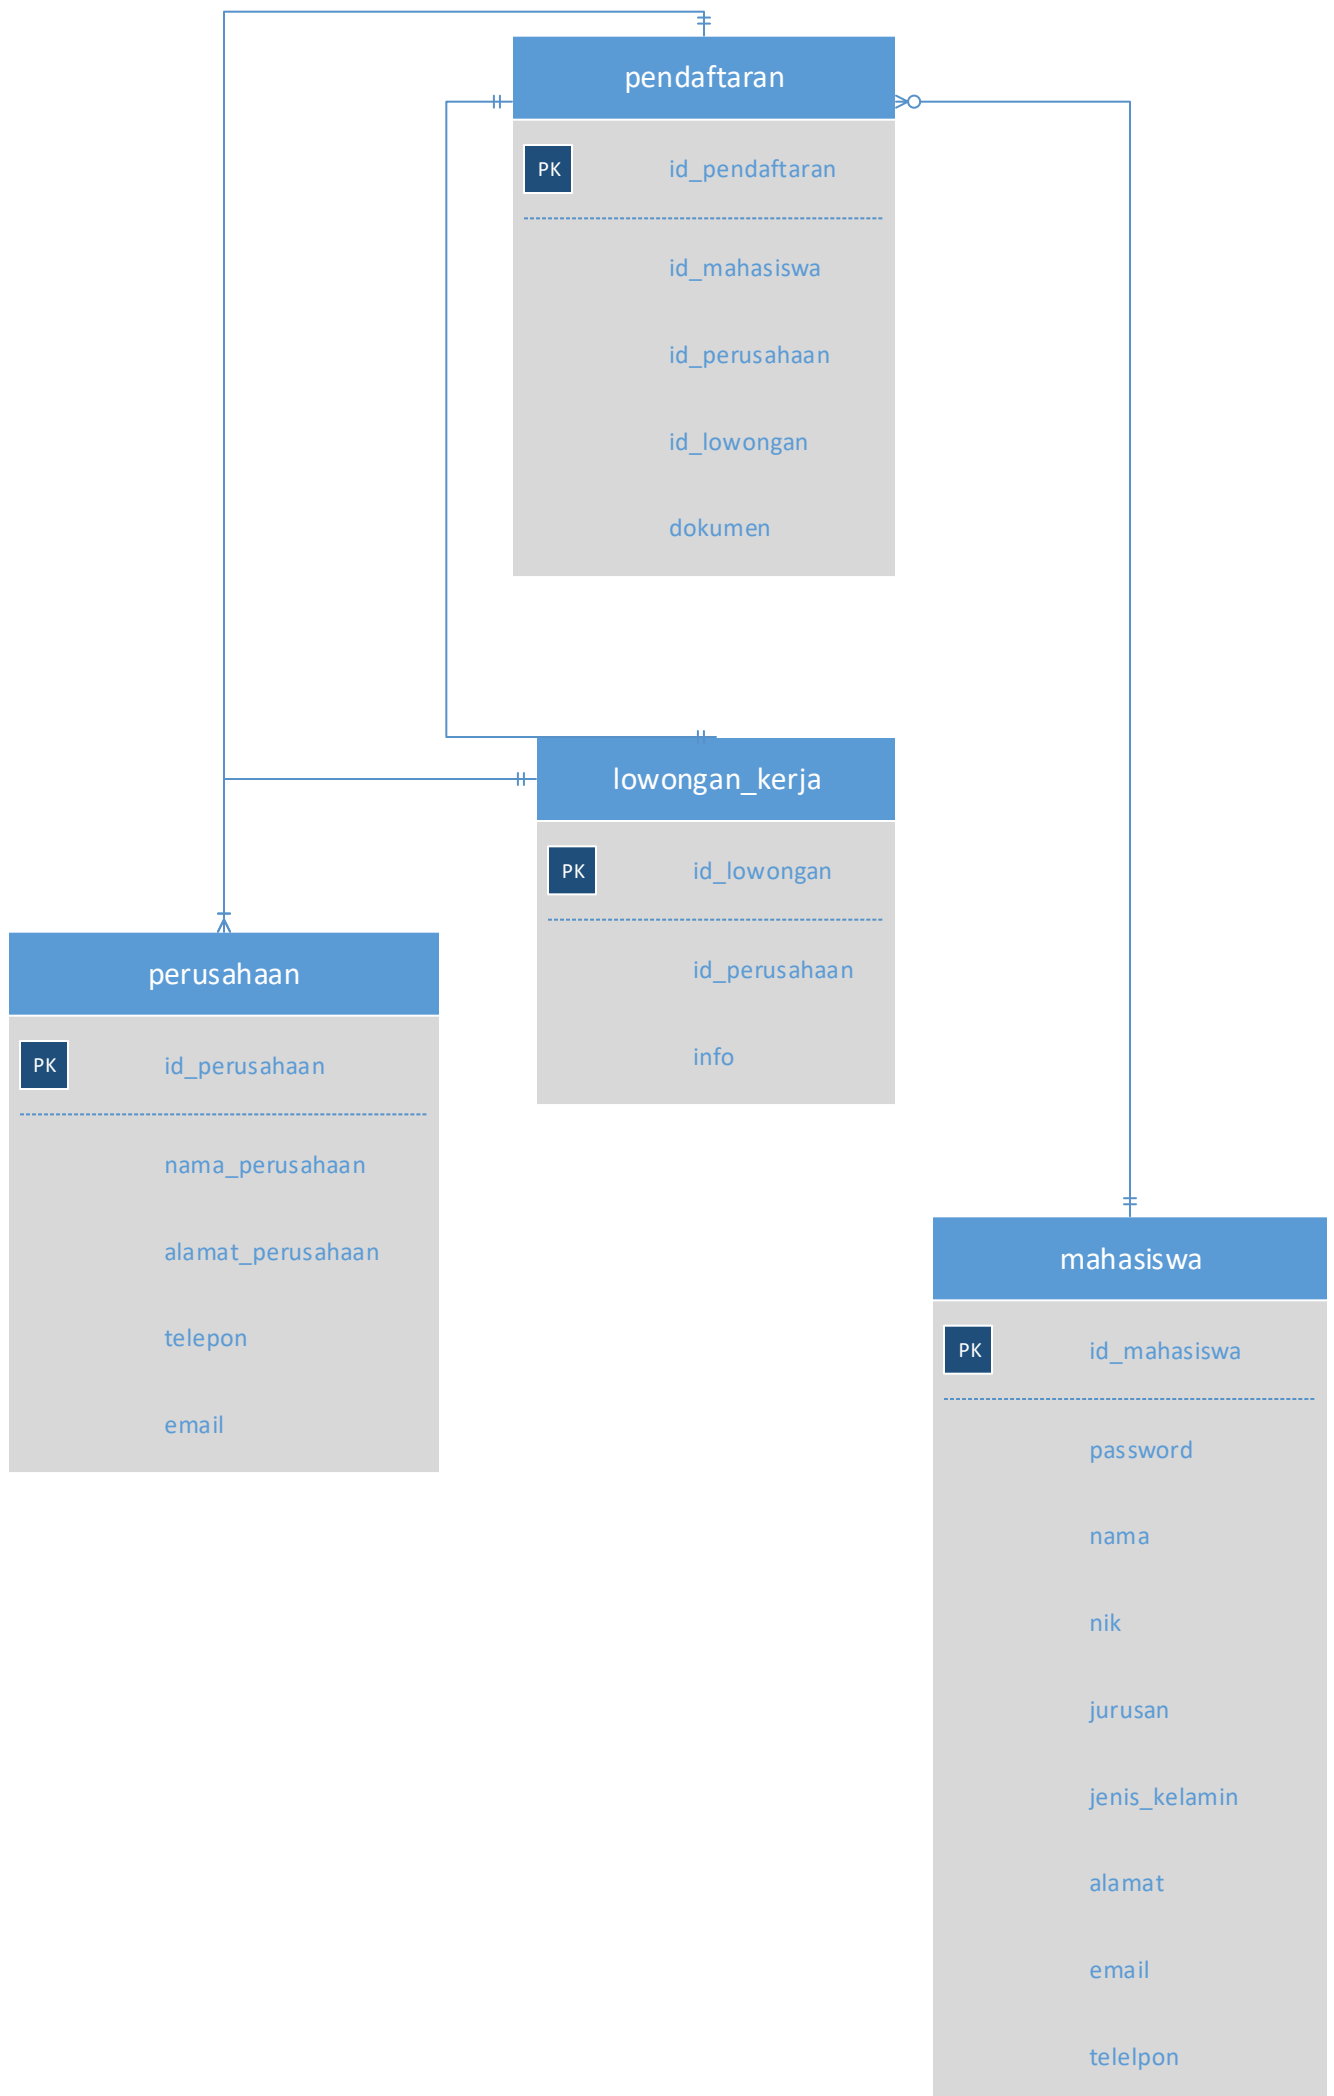 pendaftaran
PK id_pendaftaran
id_mahasiswa
id_perusahaan
id_lowongan
dokumen
lowongan_kerja
PK id_lowongan
id_perusahaan
info
perusahaan
PK id_perusahaan
nama_perusahaan
alamat_perusahaan
telepon
email
mahasiswa
PK id_mahasiswa
password
nama
nik
jurusan
jenis_kelamin
alamat
email
telelpon